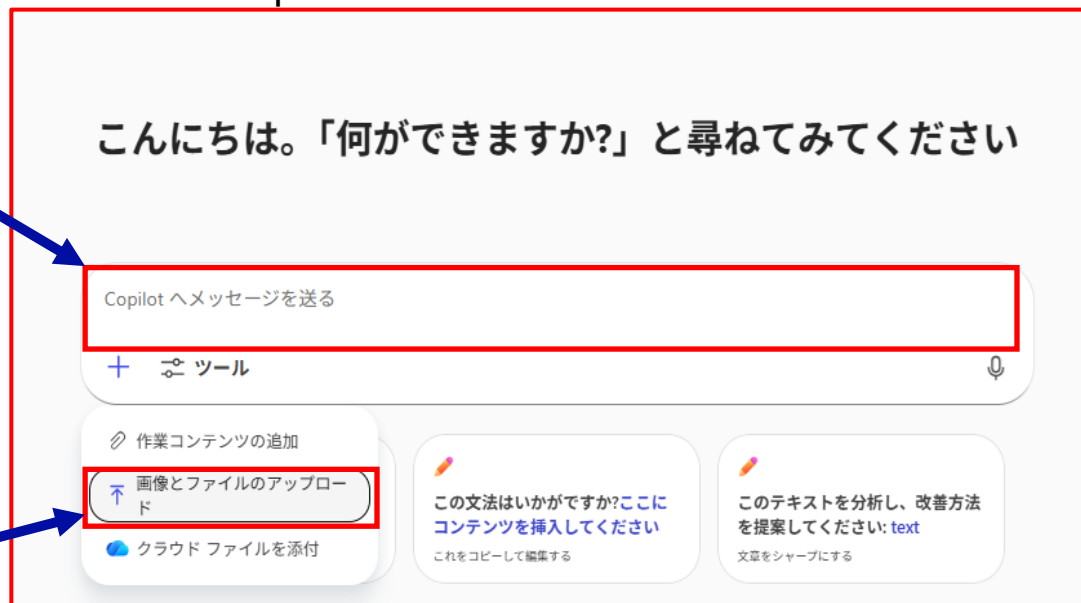 こんにちは。「何ができますか?」と尋ねてみてください
Copilot へメッセージを送る
ツール
作業コンテンツの追加
画像とファイルのアップロー
ド
クラウド ファイルを添付
この文法はいかがですか?ここに
コンテンツを挿入してください
これをコピーして編集する
このテキストを分析し、改善方法
を提案してください: text
文章をシャープにする